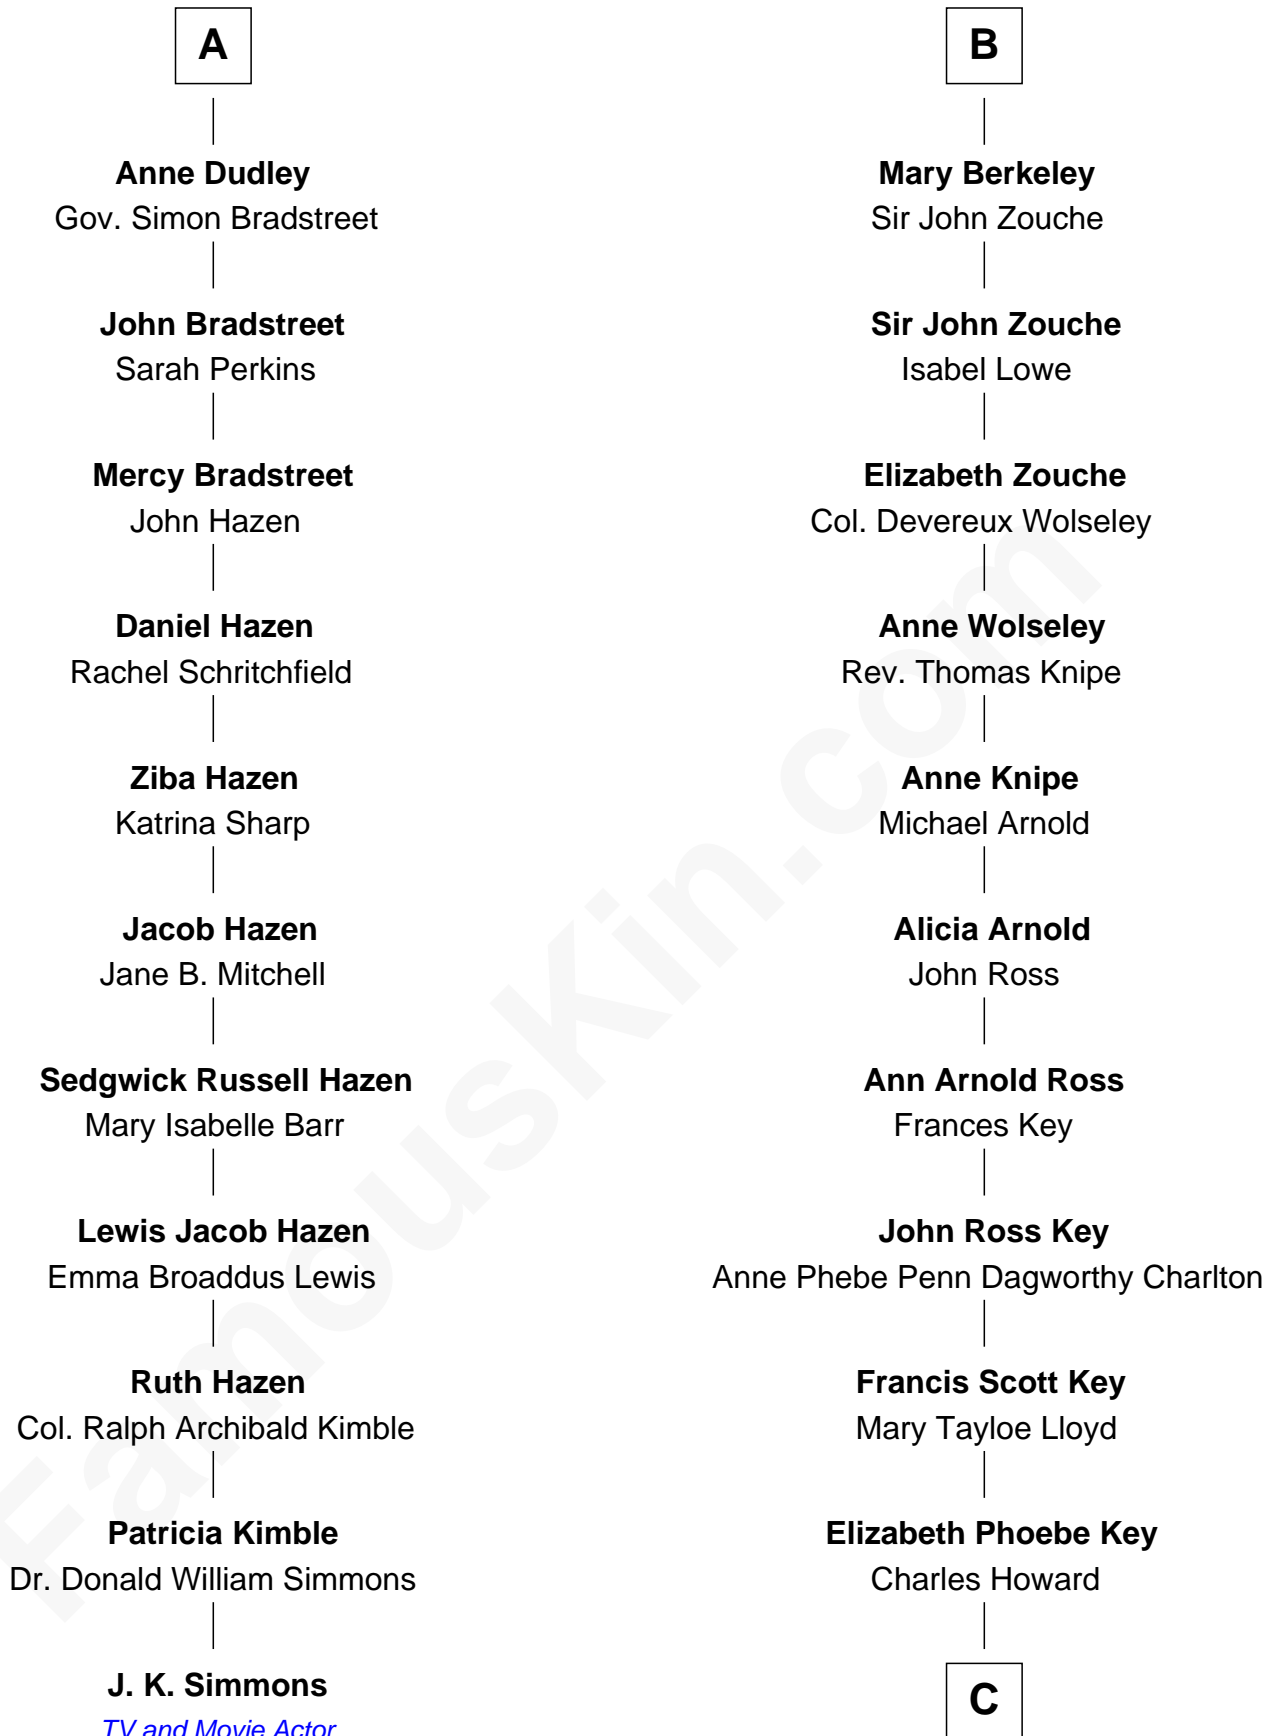 A
Anne Dudley
Gov. Simon Bradstreet
John Bradstreet
Sarah Perkins
Mercy Bradstreet
John Hazen
Daniel Hazen
Rachel Schritchfield
Ziba Hazen
Katrina Sharp
Jacob Hazen
Jane B. Mitchell
Sedgwick Russell Hazen
Mary Isabelle Barr
Lewis Jacob Hazen
Emma Broaddus Lewis
Ruth Hazen
Col. Ralph Archibald Kimble
Patricia Kimble
Dr. Donald William Simmons
J. K. Simmons
TV and Movie Actor
B
Mary Berkeley
Sir John Zouche
Sir John Zouche
Isabel Lowe
Elizabeth Zouche
Col. Devereux Wolseley
Anne Wolseley
Rev. Thomas Knipe
Anne Knipe
Michael Arnold
Alicia Arnold
John Ross
Ann Arnold Ross
Frances Key
John Ross Key
Anne Phebe Penn Dagworthy Charlton
Francis Scott Key
Mary Tayloe Lloyd
Elizabeth Phoebe Key
Charles Howard
C
FamousKin.com